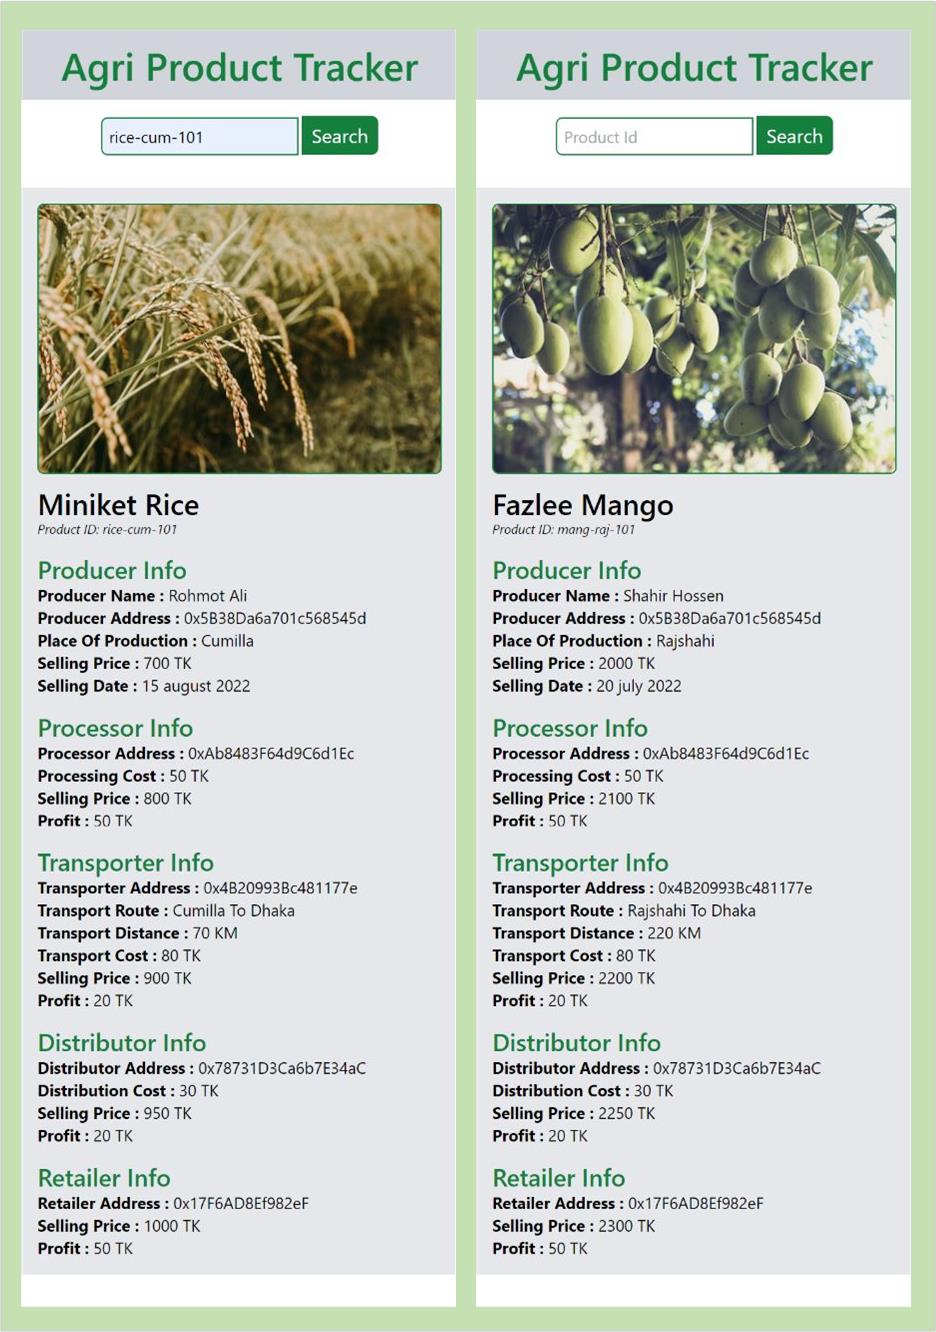 Agri Product Tracker
rice-cum-101
Search
Miniket Rice
Product ID: rice-cum-101
Producer Info
Producer Name : Rohmot Ali
Producer Address : 0x5B38Da6a701c568545d
Place Of Production : Cumilla
Selling Price : 700 TK
Selling Date : 15 august 2022
Processor Info
Processor Address : 0xAb8483F64d9C6d1Ec
Processing Cost : 50 TK
Selling Price : 800 TK
Profit : 50 TK
Transporter Info
Transporter Address : 0x4B20993Bc481177e
Transport Route : Cumilla To Dhaka
Transport Distance : 70 KM
Transport Cost : 80 TK
Selling Price : 900 TK
Profit : 20 TK
Distributor Info
Distributor Address : 0x78731D3Ca6b7E34aC
Distribution Cost : 30 TK
Selling Price : 950 TK
Profit : 20 TK
Retailer Info
Retailer Address : 0x17F6AD8Ef982eF
Selling Price : 1000 TK
Profit : 50 TK
Agri Product Tracker
Product Id
Search
Fazlee Mango
Product ID: mang-raj-101
Producer Info
Producer Name : Shahir Hossen
Producer Address : 0x5B38Da6a701c568545d
Place Of Production : Rajshahi
Selling Price : 2000 TK
Selling Date : 20 july 2022
Processor Info
Processor Address : 0xAb8483F64d9C6d1Ec
Processing Cost : 50 TK
Selling Price : 2100 TK
Profit : 50 TK
Transporter Info
Transporter Address : 0x4B20993Bc481177e
Transport Route : Rajshahi To Dhaka
Transport Distance : 220 KM
Transport Cost : 80 TK
Selling Price : 2200 TK
Profit : 20 TK
Distributor Info
Distributor Address : 0x78731D3Ca6b7E34aC
Distribution Cost : 30 TK
Selling Price : 2250 TK
Profit : 20 TK
Retailer Info
Retailer Address : 0x17F6AD8Ef982eF
Selling Price : 2300 TK
Profit : 50 TK